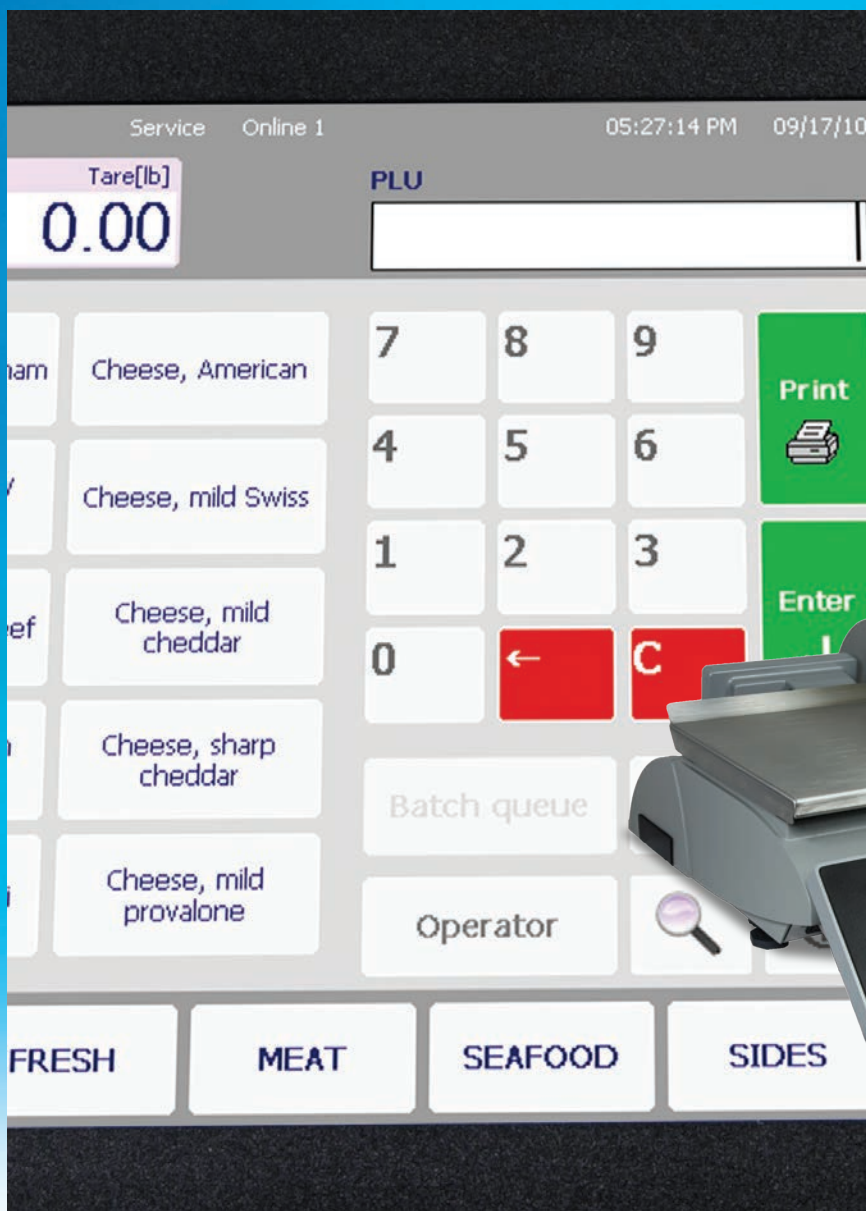 Service Online 1 05:27:14 PM 09/17/10
Tare[lb]
PLU
0.00
7 8 9
Cheese, American
Print
4 5 6
Cheese, mild Swiss
1 2 3
Enter
Cheese, mild
cheddar
0 ← C
Cheese, sharp
cheddar
Batch queue
Cheese, mild
provalone
Operator
FRESH MEAT SEAFOOD SIDES